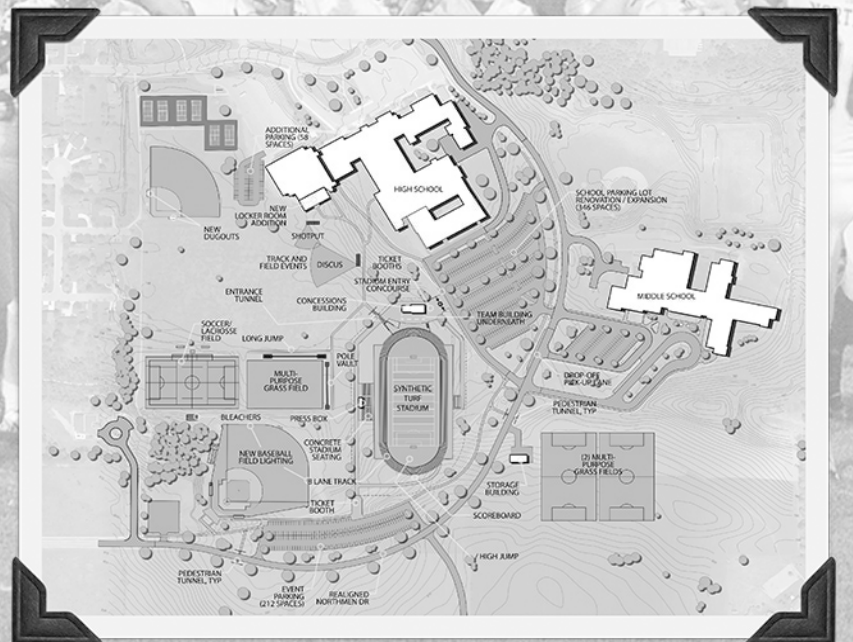 ADDITIONAL
PARKING (58
SPACES)
HIGH SCHOOL
SCHOOL PARKING LOT
RENOVATION / EXPANSION
(346 SPACES)
NEW
LOCKER ROOM
ADDITION
NEW
DUGOUTS
SHOTPUT
TRACK AND
FIELD EVENTS
DISCUS
TICKET
BOOTHS
STADIUM ENTRY
CONCOURSE
ENTRANCE
TUNNEL
CONCESSIONS
BUILDING
MIDDLE SCHOOL
TEAM BUILDING
UNDERNEATH
SOCCER/
LACROSSE
FIELD
LONG JUMP
POLE
VAULT
MULTI-
PURPOSE
GRASS FIELD
SYNTHETIC
TURF
STADIUM
DROP-OFF
PICK-UP LANE
PEDESTRIAN
TUNNEL, TYP
BLEACHERS
PRESS BOX
CONCRETE
STADIUM
SEATING
NEW BASEBALL
FIELD LIGHTING
(2) MULTI-
PURPOSE
GRASS FIELDS
8 LANE TRACK
STORAGE
BUILDING
TICKET
BOOTH
SCOREBOARD
HIGH JUMP
PEDESTRIAN
TUNNEL, TYP
EVENT
PARKING
(212 SPACES)
REALIGNED
NORTHMEN DR